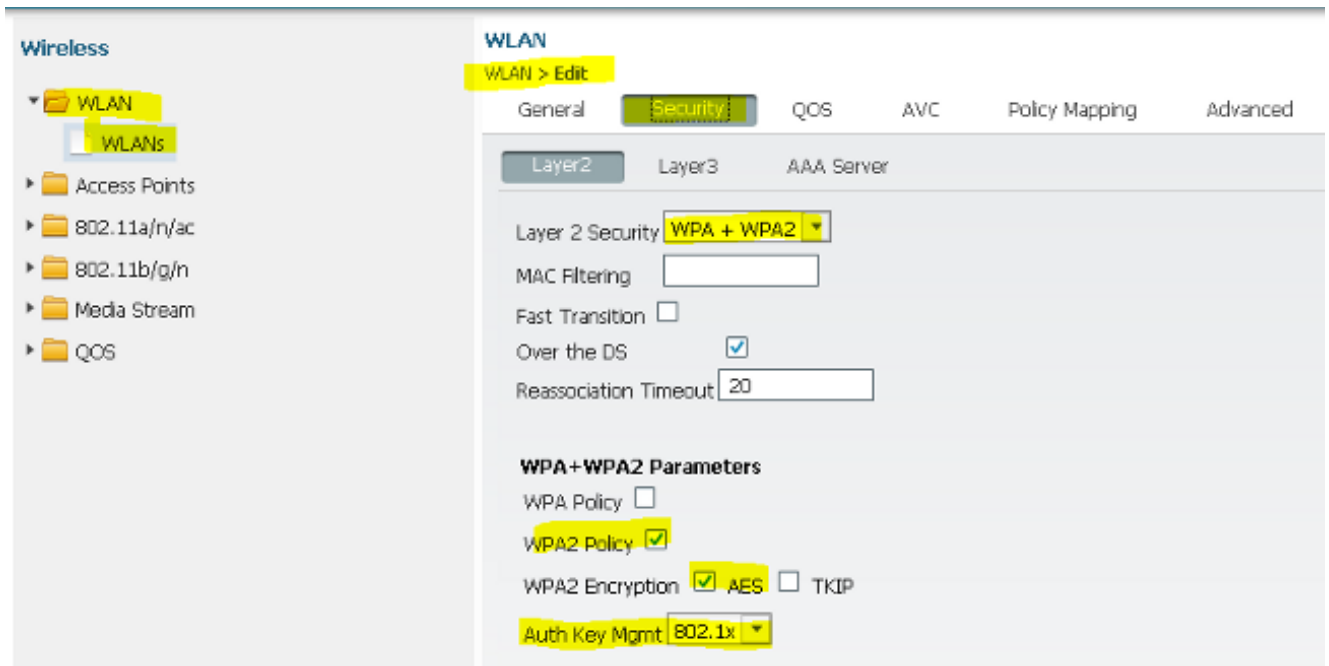 Wireless
WLAN
WLANs
Access Points
802.11a/n/ac
802.11b/g/n
Media Stream
QOS
WLAN
WLAN > Edit
General Security QOS AVC Policy Mapping Advanced
Layer2 Layer3 AAA Server
Layer 2 Security WPA + WPA2
MAC Filtering
Fast Transition
Over the DS
Reassociation Timeout 20
WPA+WPA2 Parameters
WPA Policy
WPA2 Policy
WPA2 Encryption AES TKIP
Auth Key Mgmt 802.1x